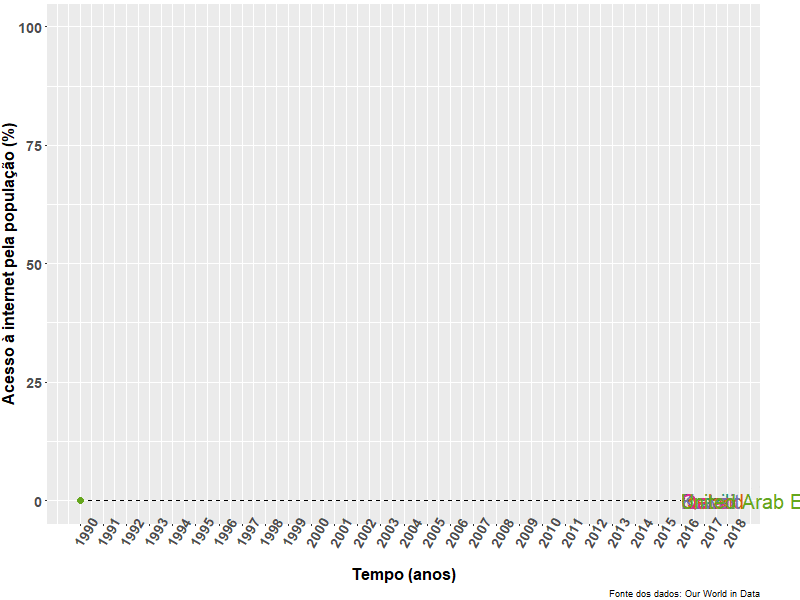 Acesso à internet pela população (%)
100
75
50
25
0
Arab E
1990 1991 1992 1993 1994 1995 1996 1997 1998 1999 2000 2001 2002 2003 2004 2005 2006 2007 2008 2009 2010 2011 2012 2013 2014 2015 2016 2017 2018
Tempo (anos)
Fonte dos dados: Our World in Data